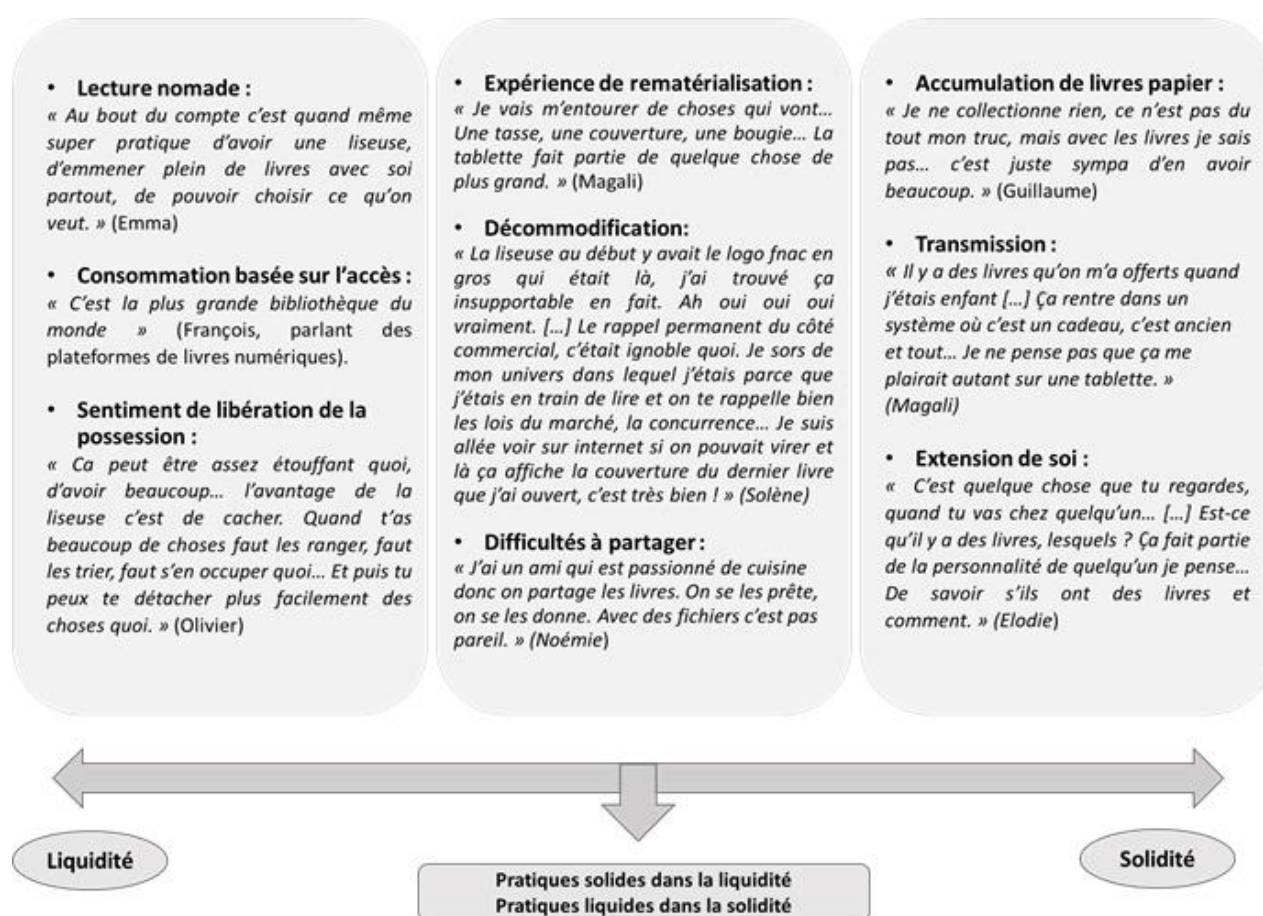 • Lecture nomade :
« Au bout du compte c'est quand même
super pratique d'avoir une liseuse,
d'emmener plein de livres avec soi
partout, de pouvoir choisir ce qu'on
veut. » (Emma)
• Consommation basée sur l'accès :
« C'est la plus grande bibliothèque du
monde » (François, parlant des
plateformes de livres numériques).
• Sentiment de libération de la
possession :
« Ca peut être assez étouffant quoi,
d'avoir beaucoup… l'avantage de la
liseuse c'est de cacher. Quand t'as
beaucoup de choses faut les ranger, faut
les trier, faut s'en occuper quoi… Et puis tu
peux te détacher plus facilement des
choses quoi. » (Olivier)
• Expérience de rematérialisation :
« Je vais m'entourer de choses qui vont…
Une tasse, une couverture, une bougie… La
tablette fait partie de quelque chose de
plus grand. » (Magali)
• Décommodification:
« La liseuse au début y avait le logo fnac en
gros qui était là, j'ai trouvé ça
insupportable en fait. Ah oui oui oui
vraiment. […] Le rappel permanent du côté
commercial, c'était ignoble quoi. Je sors de
mon univers dans lequel j'étais parce que
j'étais en train de lire et on te rappelle bien
les lois du marché, la concurrence… Je suis
allée voir sur internet si on pouvait virer et
là ça affiche la couverture du dernier livre
que j'ai ouvert, c'est très bien ! » (Solène)
• Difficultés à partager :
« J'ai un ami qui est passionné de cuisine
donc on partage les livres. On se les prête,
on se les donne. Avec des fichiers c'est pas
pareil. » (Noémie)
• Accumulation de livres papier :
« Je ne collectionne rien, ce n'est pas du
tout mon truc, mais avec les livres je sais
pas… c'est juste sympa d'en avoir
beaucoup. » (Guillaume)
• Transmission :
« Il y a des livres qu'on m'a offerts quand
j'étais enfant […] Ça rentre dans un
système où c'est un cadeau, c'est ancien
et tout… Je ne pense pas que ça me
plairait autant sur une tablette. »
(Magali)
• Extension de soi :
« C'est quelque chose que tu regardes,
quand tu vas chez quelqu'un… […] Est-ce
qu'il y a des livres, lesquels ? Ça fait partie
de la personnalité de quelqu'un je pense…
De savoir s'ils ont des livres et
comment. » (Elodie)
Liquidité
Solidité
Pratiques solides dans la liquidité
Pratiques liquides dans la solidité